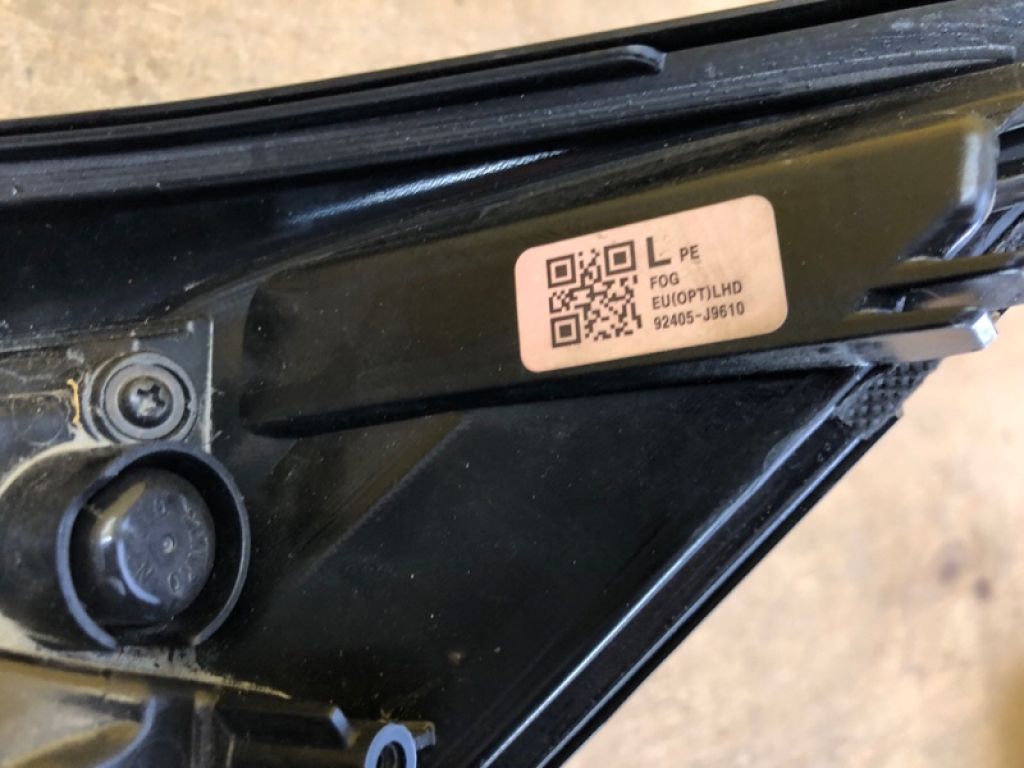 L PE
FOG
EU(OPT)LHD
92405-J9610